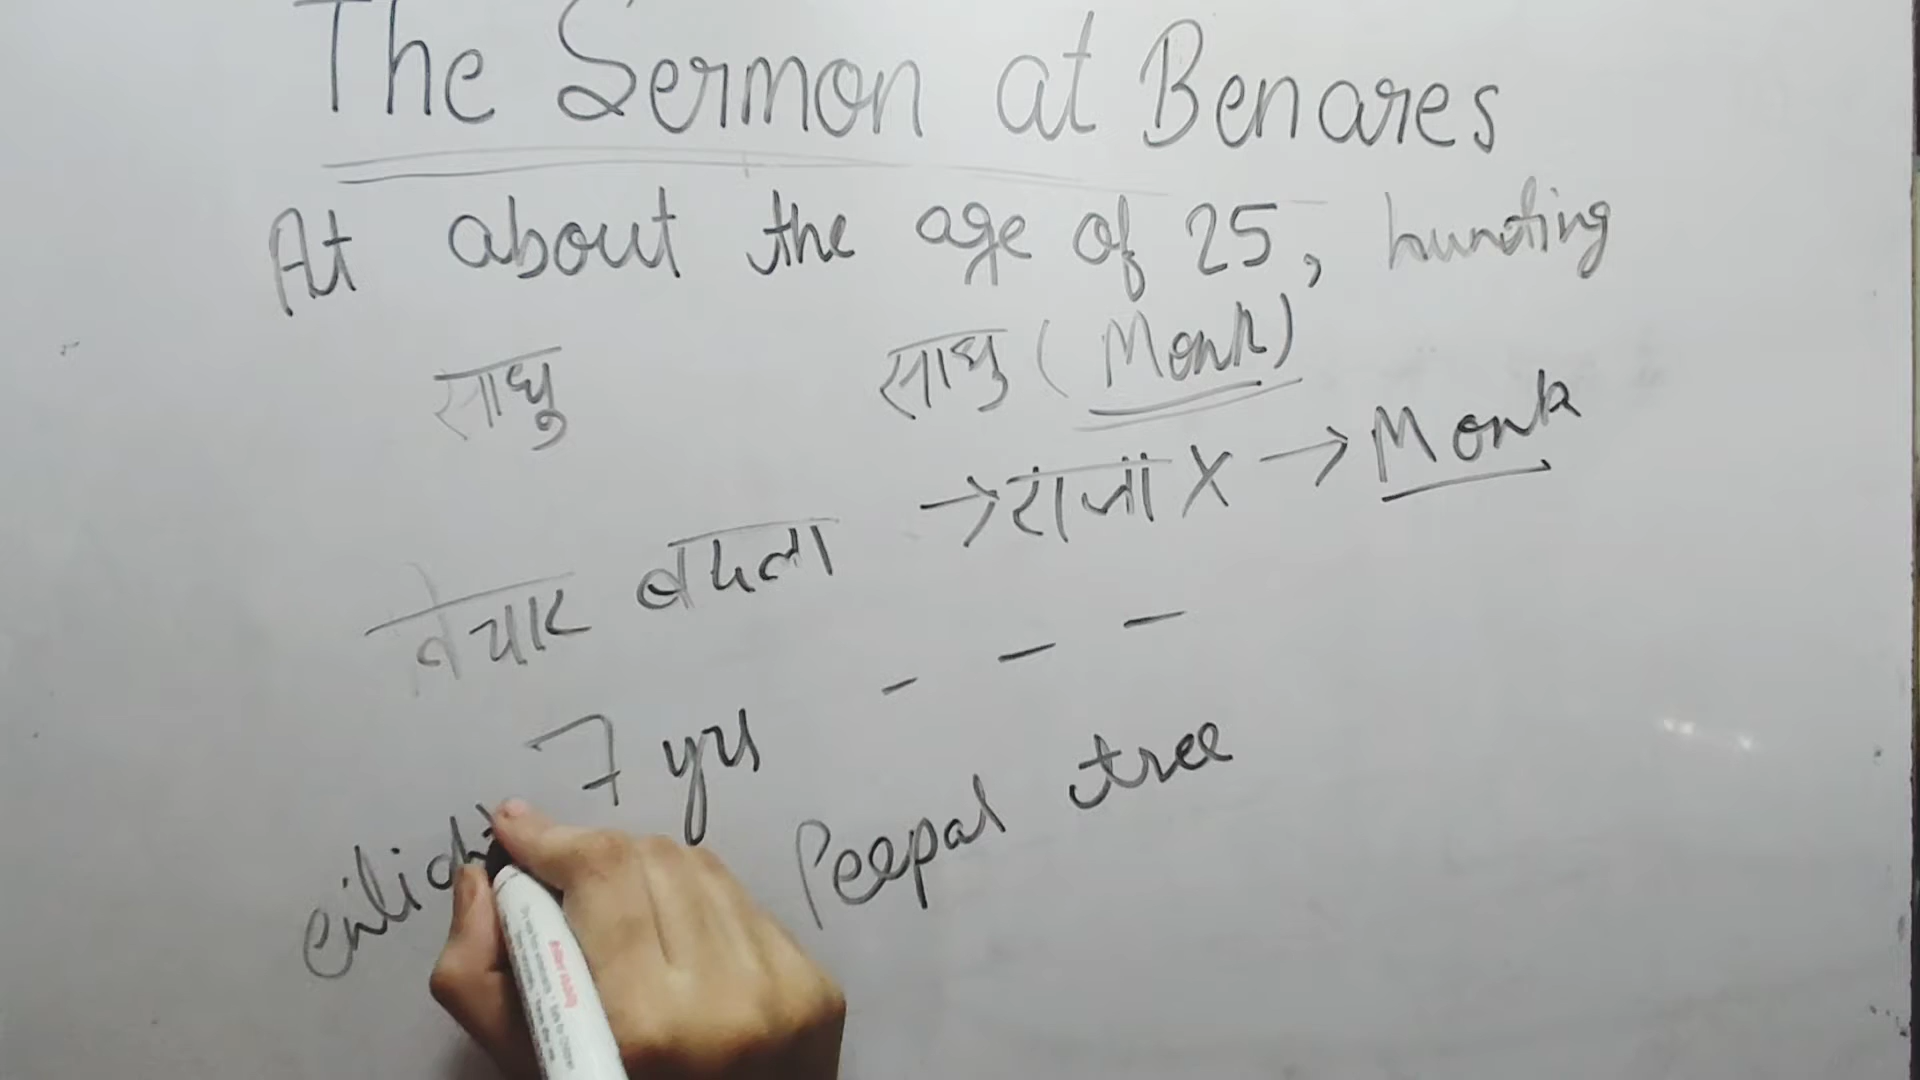 The Sermon at Benares
At about the age of 25, hunting
साधु साधु (Monk)
→ राजा X → Monk
7 yrs - - -
Peepal tree